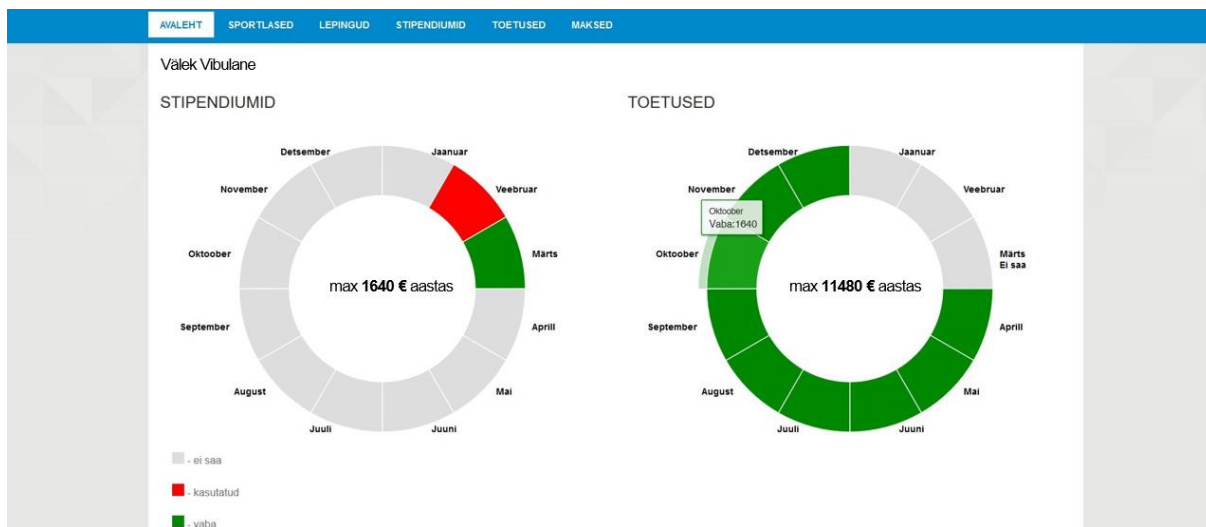 AVALEHT SPORTLASED LEPINGUD STIPENDIUMID TOETUSED MAKSED
Välek Vibulane
STIPENDIUMID
Detsember Jaanuar
November Veebruar
Oktoober Märts
max 1640 € aastas
September Aprill
August Mai
Juuli Juuni
- ei saa
- kasutatud
- vaba
TOETUSED
Detsember Jaanuar
November Veebruar
Oktoober
Vaba:1640
Oktoober Märts
Ei saa
max 11480 € aastas
September Aprill
August Mai
Juuli Juuni